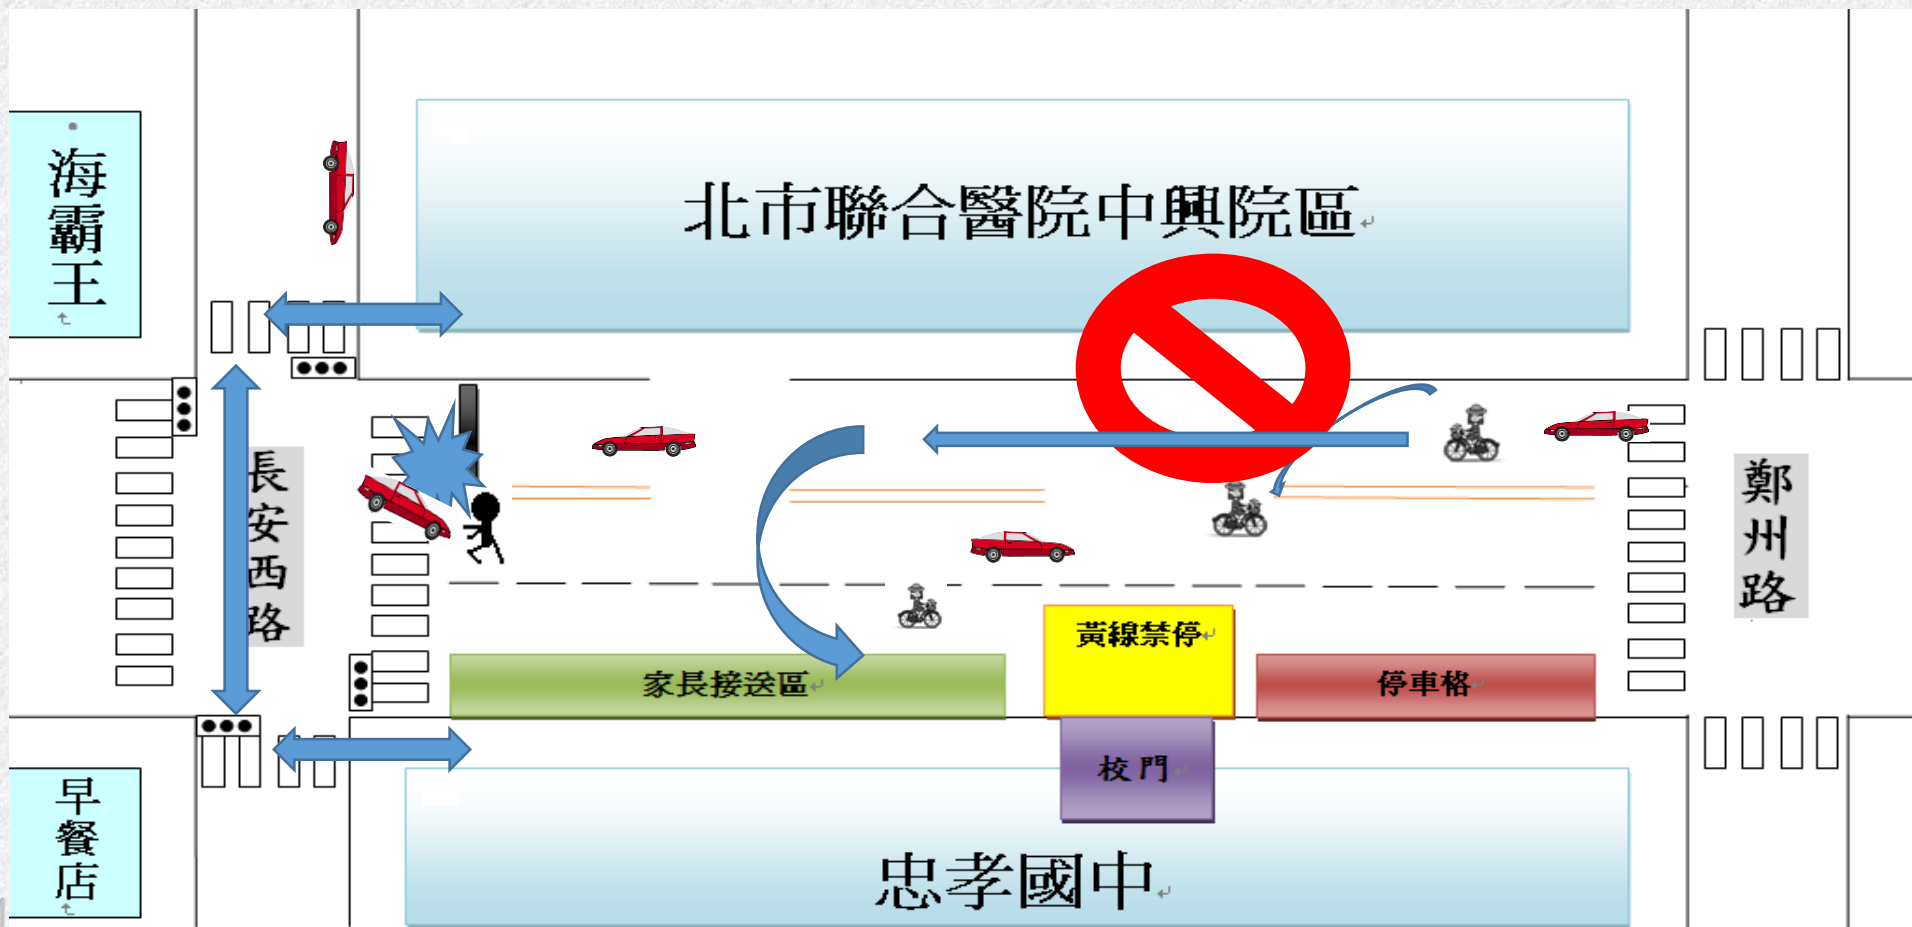 海霸王
北市聯合醫院中興院區
長安西路
鄭州路
黃線禁停
家長接送區
停車格
校門
早餐店
忠孝國中